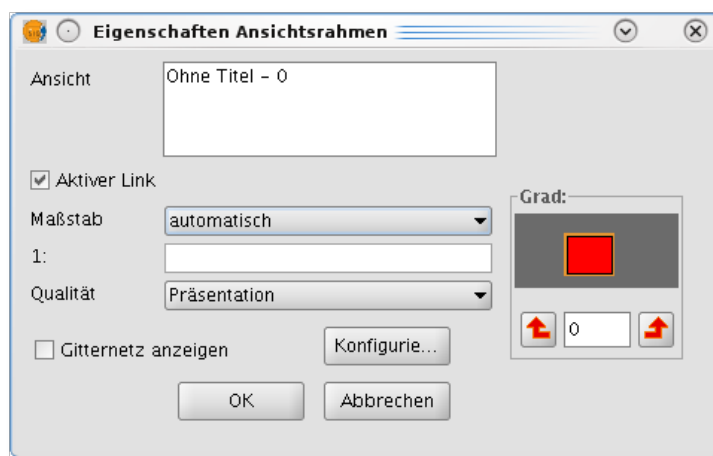 Eigenschaften Ansichtsrahmen
Ansicht
Ohne Titel – 0
Aktiver Link
Grad:
Maßstab
automatisch
1:
Qualität
Präsentation
0
Gitternetz anzeigen
Konfigurie...
OK
Abbrechen